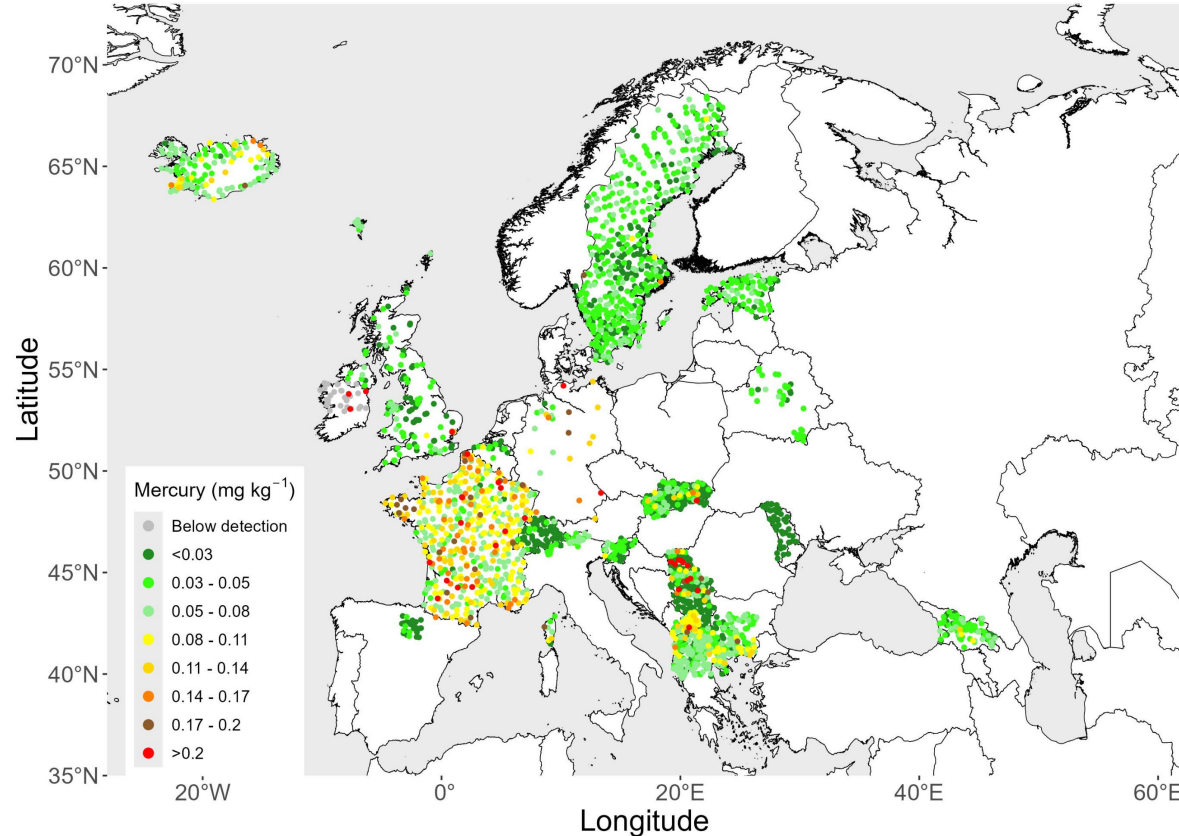 70°N
65°N
60°N
55°N
50°N
45°N
40°N
35°N
Latitude
Mercury (mg kg⁻¹)
Below detection
<0.03
0.03 - 0.05
0.05 - 0.08
0.08 - 0.11
0.11 - 0.14
0.14 - 0.17
0.17 - 0.2
>0.2
20°W 0° 20°E 40°E 60°E
Longitude